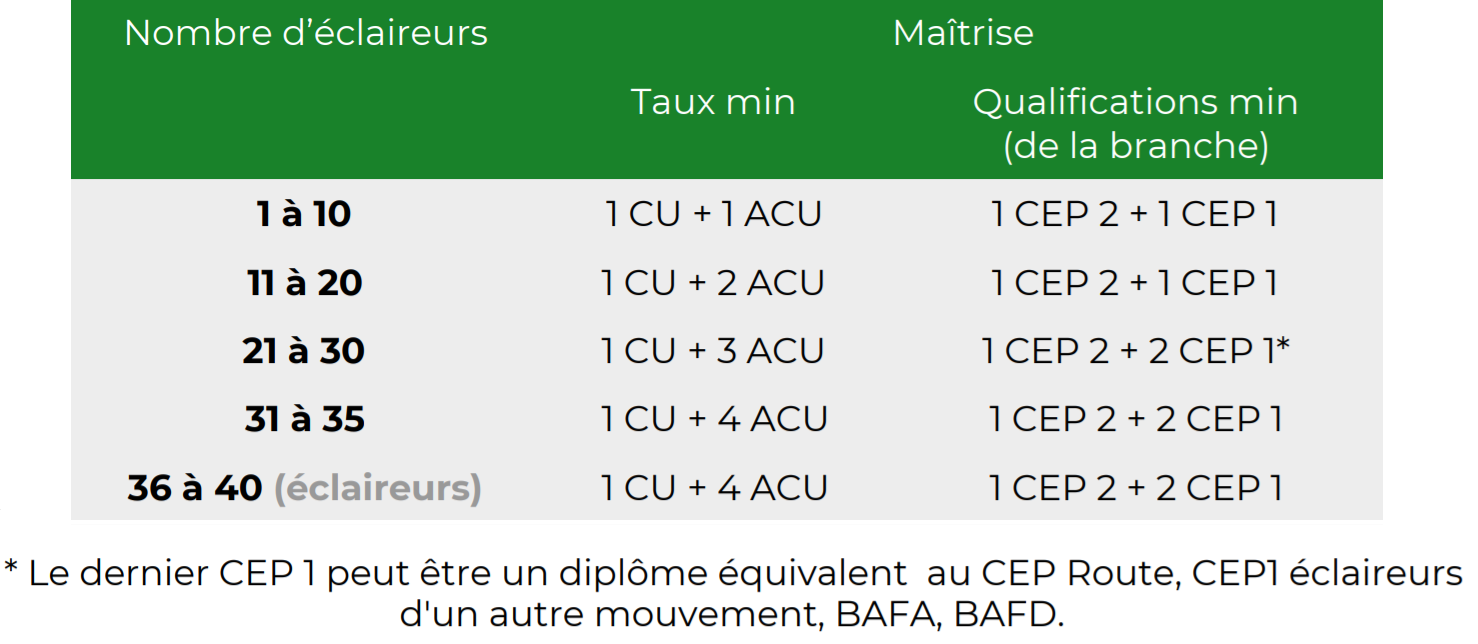 Nombre d’éclaireurs Maîtrise
Taux min Qualifications min
(de la branche)
1 à 10 1 CU + 1 ACU 1 CEP 2 + 1 CEP 1
11 à 20 1 CU + 2 ACU 1 CEP 2 + 1 CEP 1
21 à 30 1 CU + 3 ACU 1 CEP 2 + 2 CEP 1*
31 à 35 1 CU + 4 ACU 1 CEP 2 + 2 CEP 1
36 à 40 (éclaireurs) 1 CU + 4 ACU 1 CEP 2 + 2 CEP 1
* Le dernier CEP 1 peut être un diplôme équivalent au CEP Route, CEP1 éclaireurs
d'un autre mouvement, BAFA, BAFD.